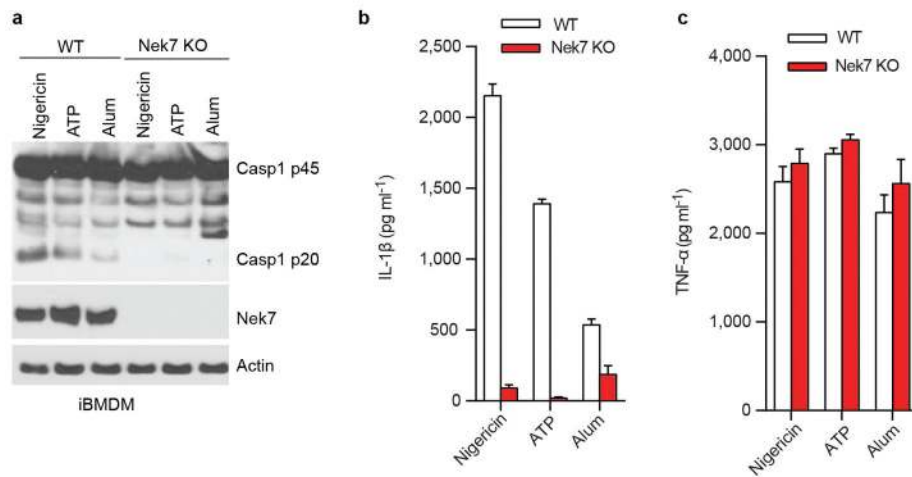 a
WT Nek7 KO
Nigericin ATP Alum Nigericin ATP Alum
Casp1 p45
Casp1 p20
Nek7
Actin
iBMDM
b
WT
Nek7 KO
2,500
2,000
1,500
1,000
500
0
IL-1β (pg ml⁻¹)
Nigericin ATP Alum
c
WT
Nek7 KO
4,000
3,000
2,000
1,000
0
TNF-α (pg ml⁻¹)
Nigericin ATP Alum